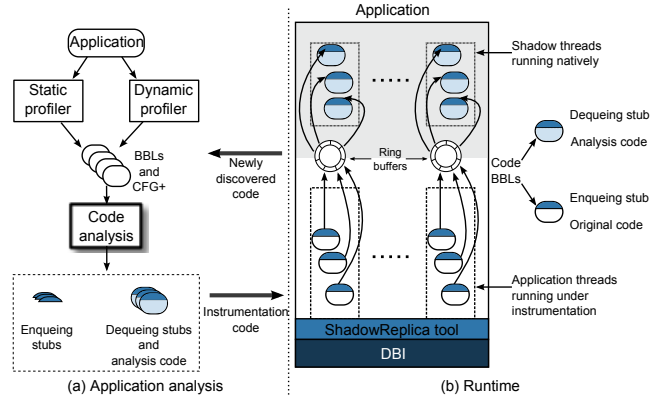 Application
Static
profiler
Dynamic
profiler
BBLs
and
CFG+
Code
analysis
Enqueing
stubs
Dequeing stubs
and
analysis code
(a) Application analysis
Newly
discovered
code
Instrumentation
code
Application
Ring
buffers
ShadowReplica tool
DBI
(b) Runtime
Shadow threads
running natively
Code
BBLs
Dequeing stub
Analysis code
Enqueing stub
Original code
Application threads
running under
instrumentation